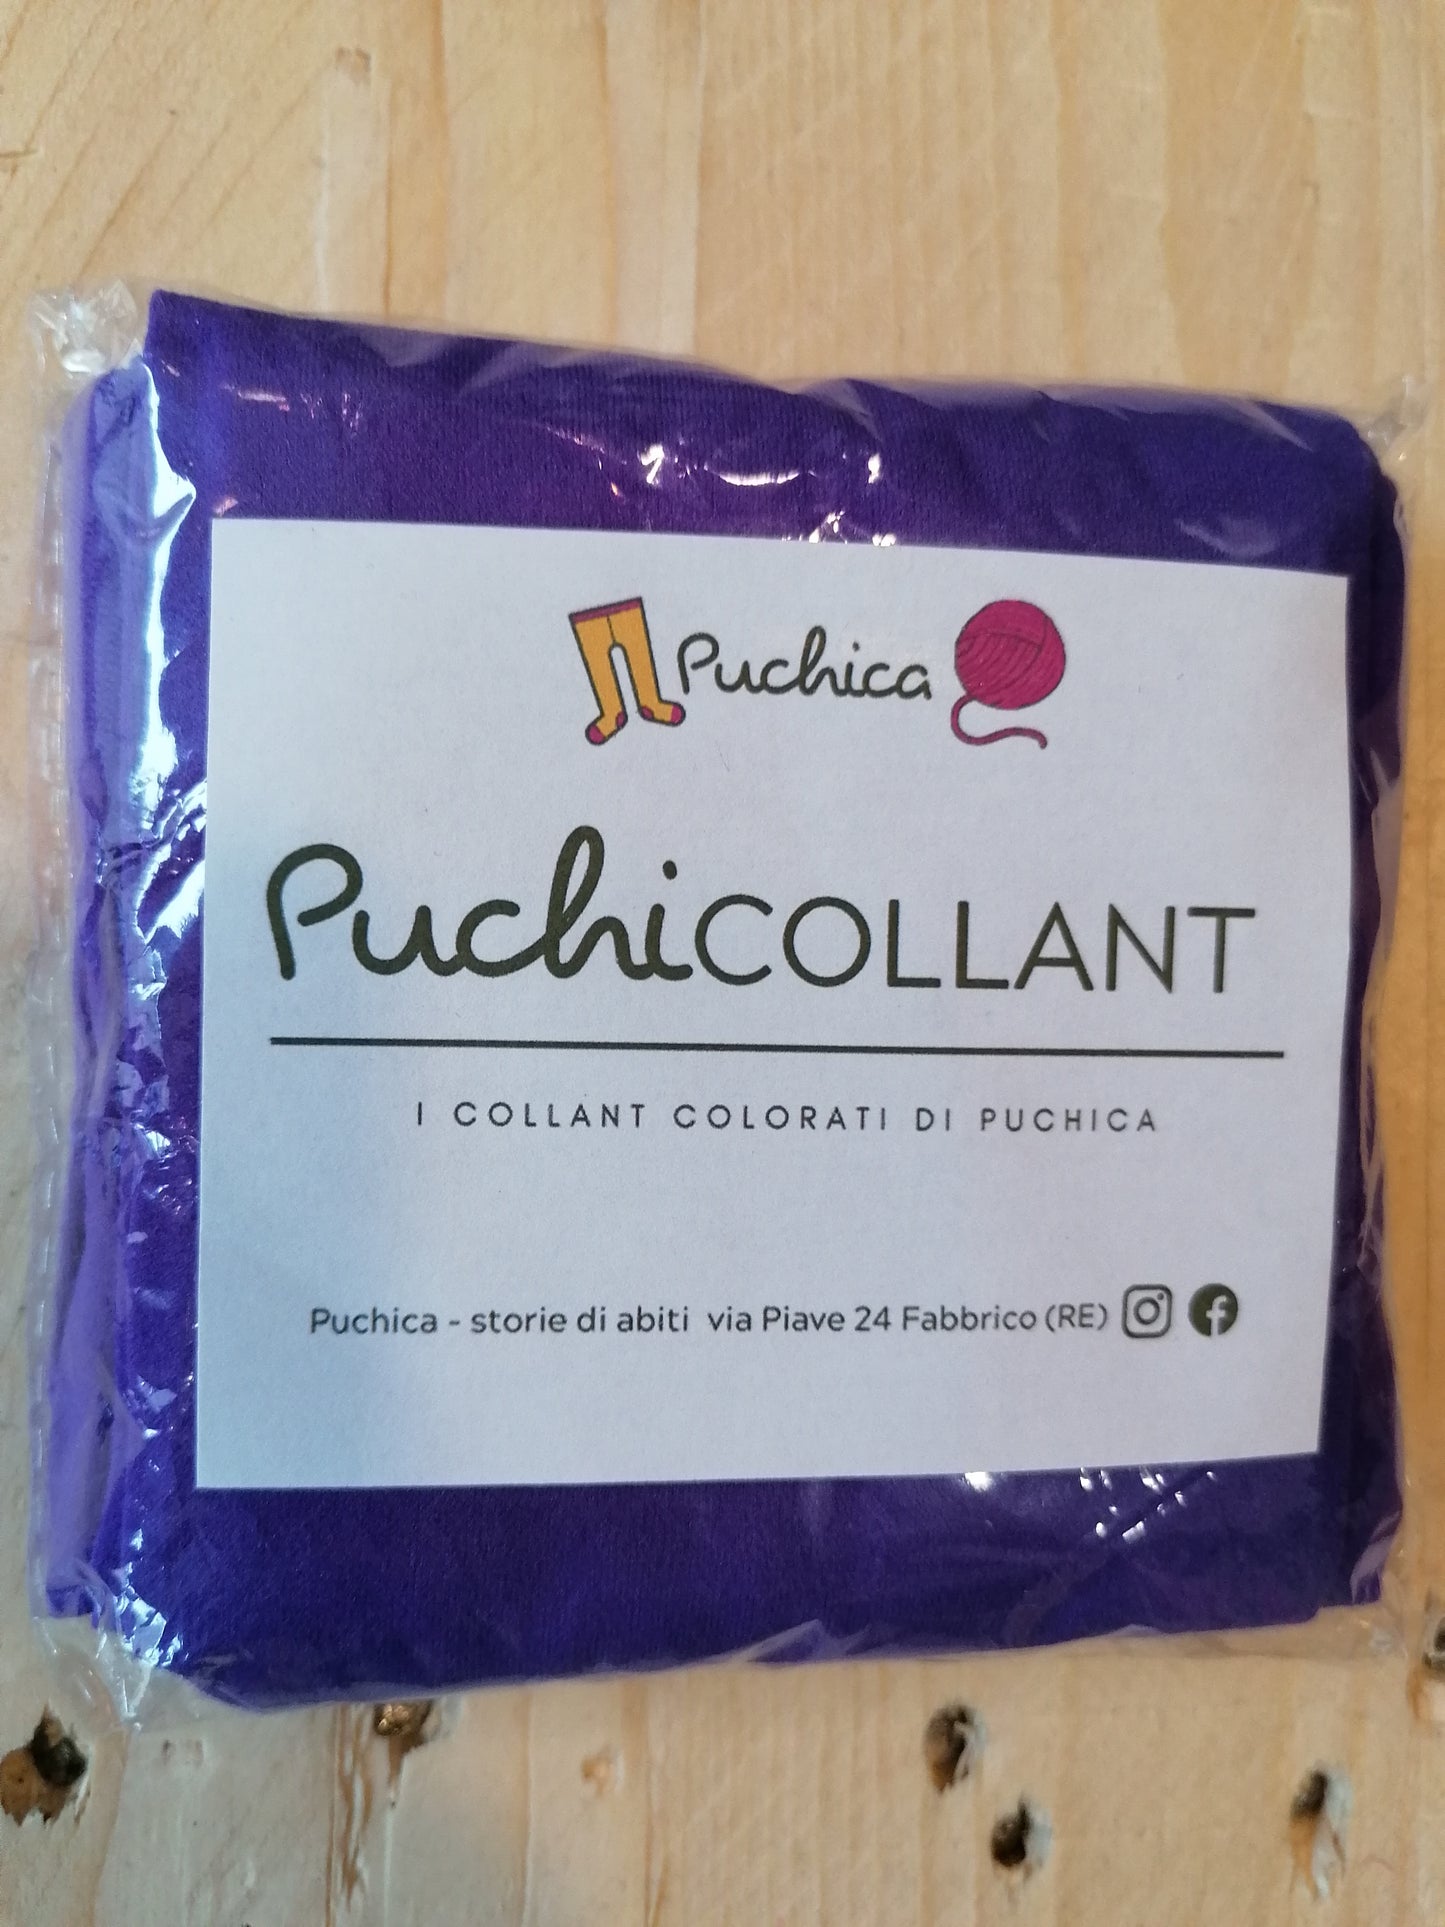 Puchica
PuchiCOLLANT
I COLLANT COLORATI DI PUCHICA
Puchica - storie di abiti via Piave 24 Fabbrico (RE)